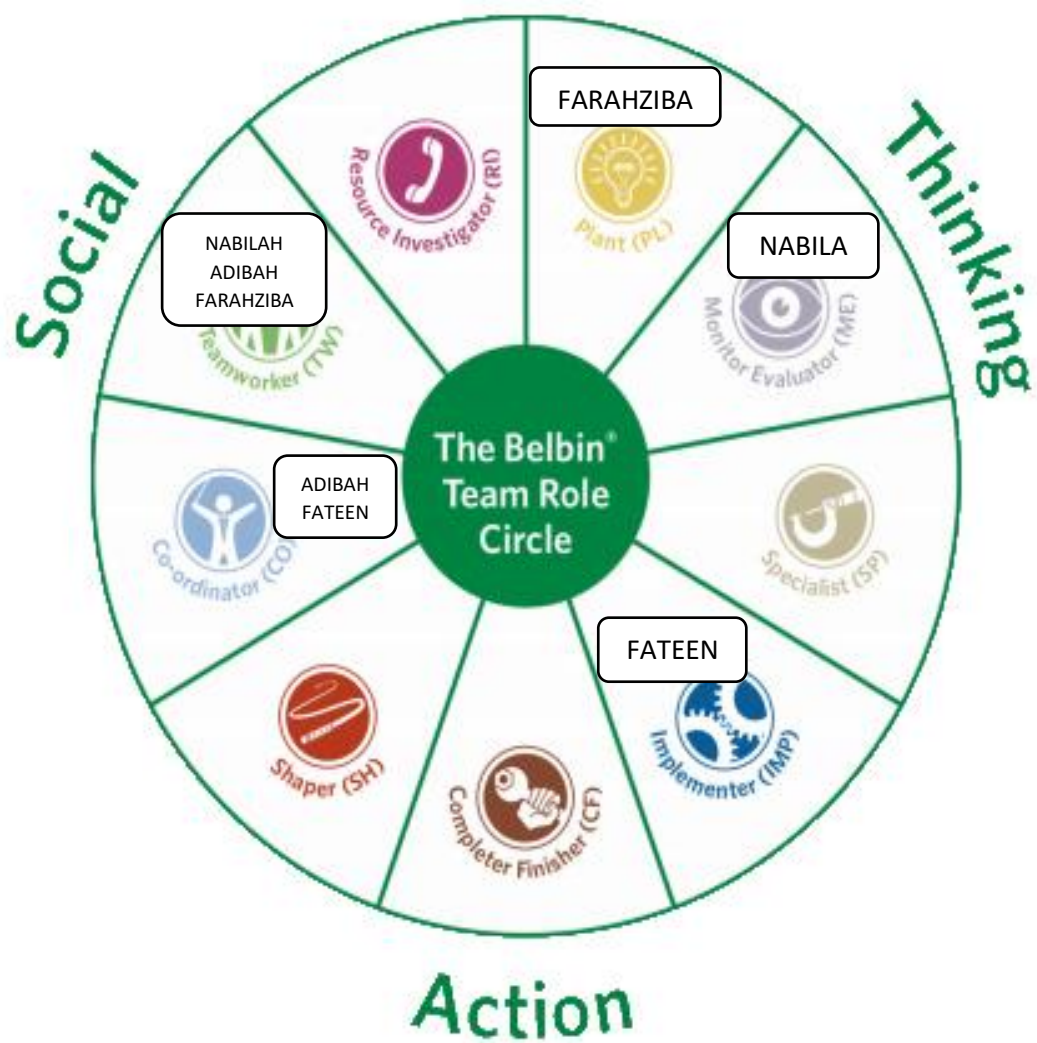 Social
Thinking
Action
Resource Investigator (RI)
FARAHZIBA
Plant (PL)
NABILAH
ADIBAH
FARAHZIBA
Teamworker (TW)
NABILA
Monitor Evaluator (ME)
The Belbin®
Team Role
Circle
ADIBAH
FATEEN
Co-ordinator (CO)
Specialist (SP)
FATEEN
Implementer (IMP)
Shaper (SH)
Completer Finisher (CF)